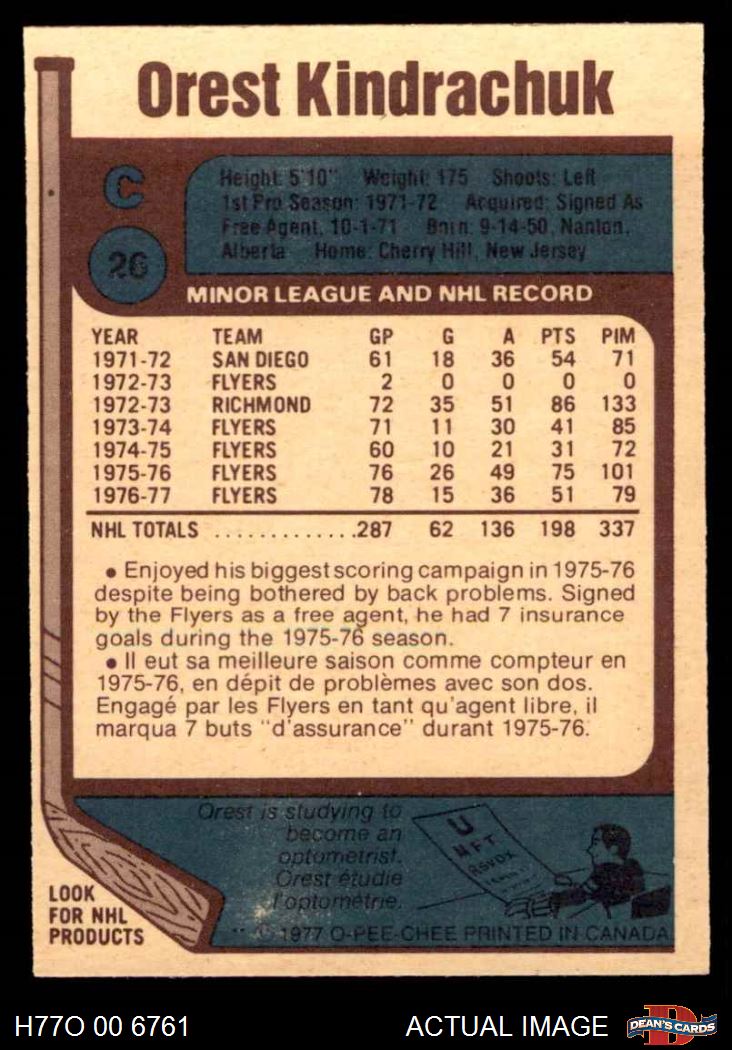 Orest Kindrachuk
C
26
Height: 5'10" Weight: 175 Shoots: Left
1st Pro Season: 1971-72 Acquired: Signed As
Free Agent, 10-1-71 Born: 9-14-50, Nanton,
Alberta Home: Cherry Hill, New Jersey
MINOR LEAGUE AND NHL RECORD
YEAR TEAM GP G A PTS PIM
1971-72 SAN DIEGO 61 18 36 54 71
1972-73 FLYERS 2 0 0 0 0
1972-73 RICHMOND 72 35 51 86 133
1973-74 FLYERS 71 11 30 41 85
1974-75 FLYERS 60 10 21 31 72
1975-76 FLYERS 76 26 49 75 101
1976-77 FLYERS 78 15 36 51 79
NHL TOTALS ..............287 62 136 198 337
• Enjoyed his biggest scoring campaign in 1975-76
despite being bothered by back problems. Signed
by the Flyers as a free agent, he had 7 insurance
goals during the 1975-76 season.
• Il eut sa meilleure saison comme compteur en
1975-76, en dépit de problèmes avec son dos.
Engagé par les Flyers en tant qu'agent libre, il
marqua 7 buts "d'assurance" durant 1975-76.
Orest is studying to
become an
optometrist.
Orest étudie
l'optométrie.
U
NFT
RSVOX
LOOK
FOR NHL
PRODUCTS
** © 1977 O-PEE-CHEE PRINTED IN CANADA
H77O 00 6761
ACTUAL IMAGE
D
DEAN'S CARDS